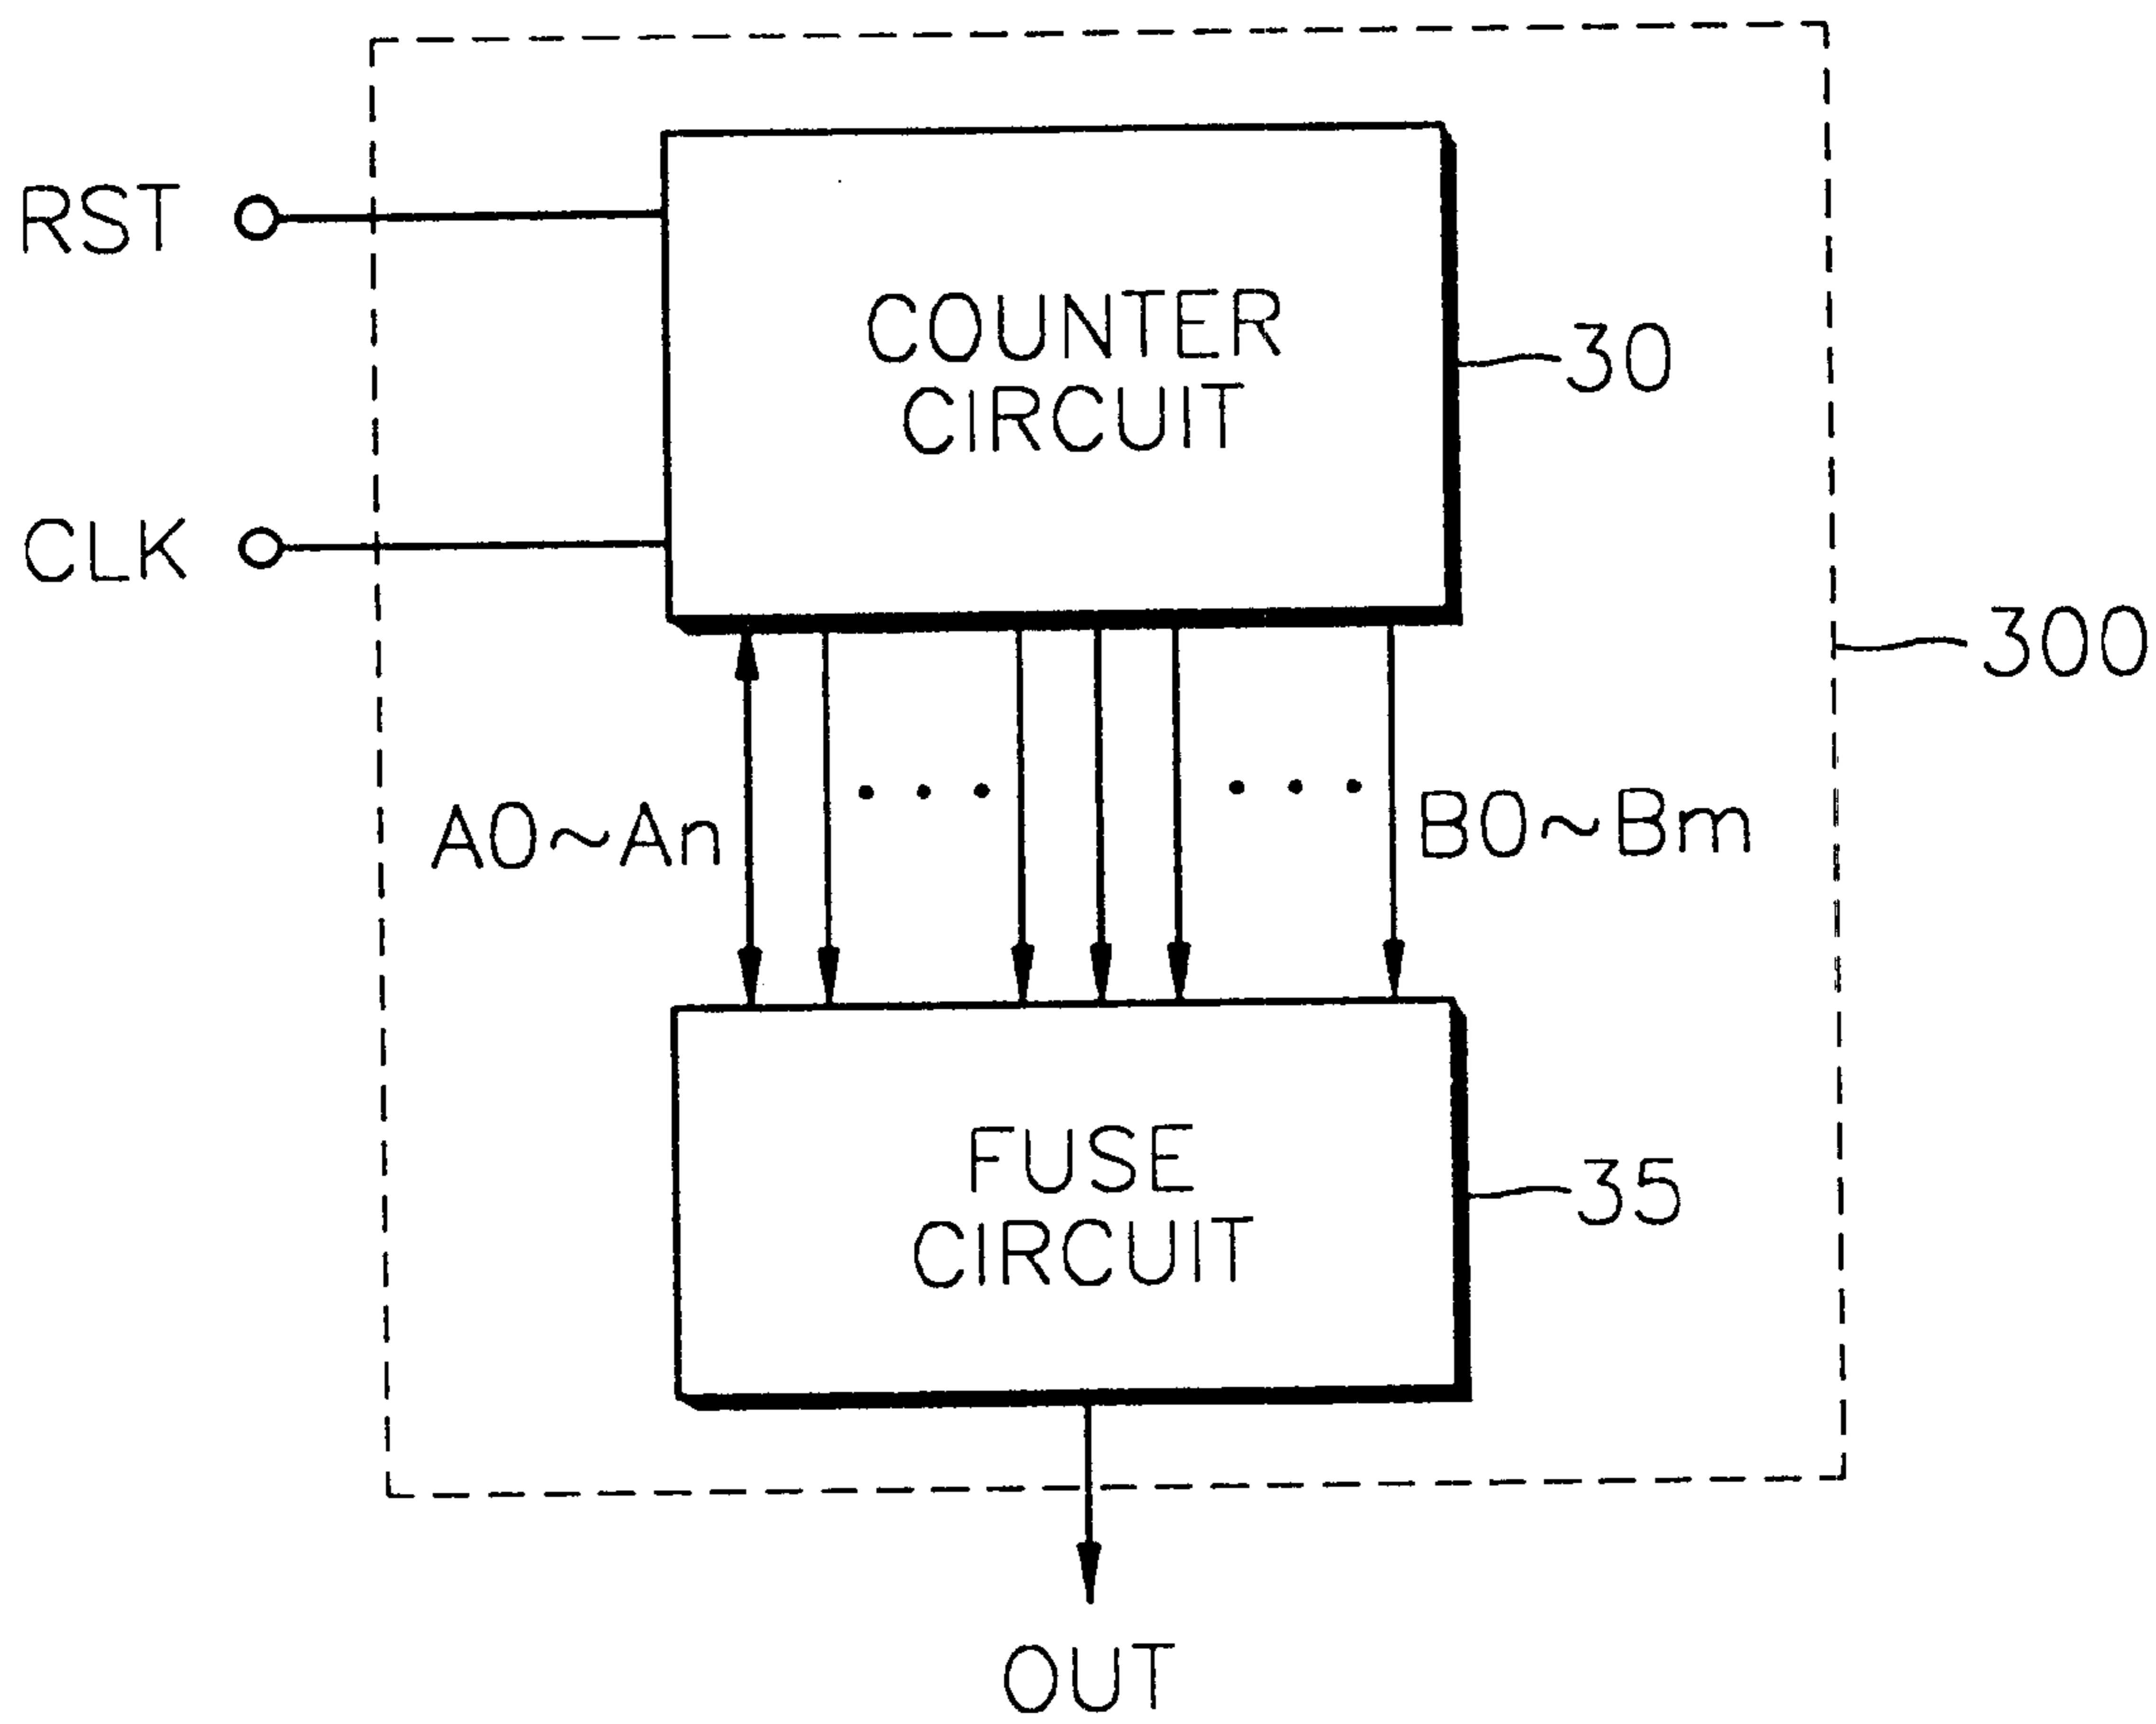 RST
COUNTER
CIRCUIT
30
CLK
300
A0~An
B0~Bm
FUSE
CIRCUIT
35
OUT